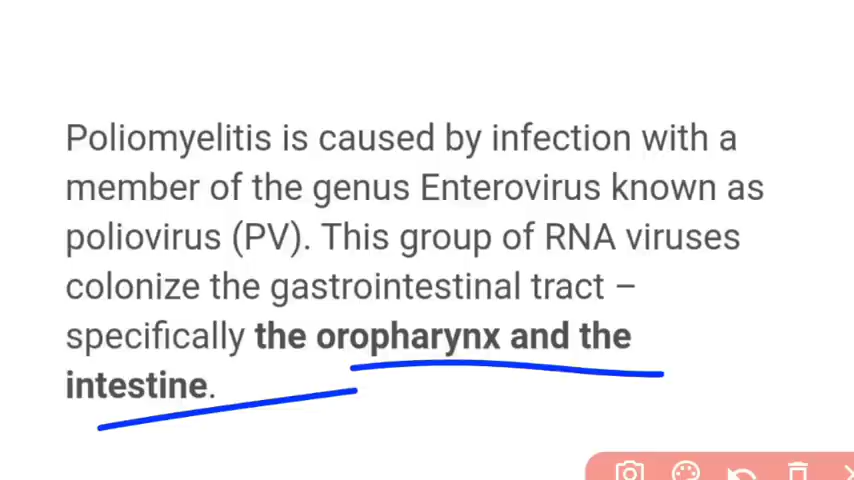 Poliomyelitis is caused by infection with a
member of the genus Enterovirus known as
poliovirus (PV). This group of RNA viruses
colonize the gastrointestinal tract –
specifically the oropharynx and the
intestine.